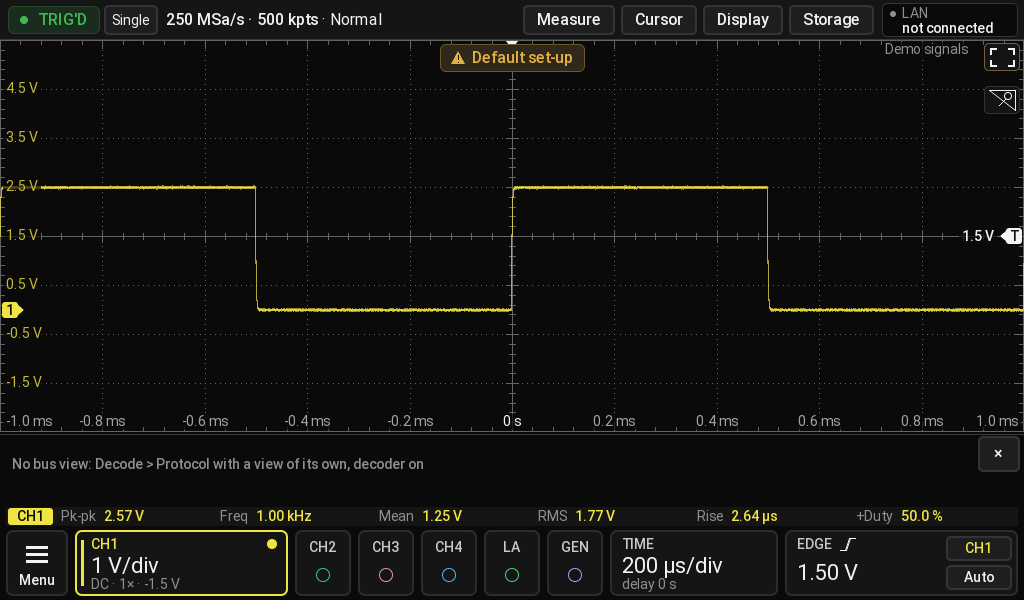 TRIG'D
Single
250 MSa/s · 500 kpts · Normal
Measure
Cursor
Display
Storage
LAN
not connected
Demo signals
Default set-up
4.5 V
3.5 V
2.5 V
1.5 V
0.5 V
-0.5 V
-1.5 V
1.5 V
T
1
-1.0 ms -0.8 ms -0.6 ms -0.4 ms -0.2 ms 0 s 0.2 ms 0.4 ms 0.6 ms 0.8 ms 1.0 ms
No bus view: Decode > Protocol with a view of its own, decoder on
×
CH1 Pk-pk 2.57 V Freq 1.00 kHz Mean 1.25 V RMS 1.77 V Rise 2.64 µs +Duty 50.0 %
Menu
CH1
1 V/div
DC · 1× · -1.5 V
CH2
CH3
CH4
LA
GEN
TIME
200 µs/div
delay 0 s
EDGE
1.50 V
CH1
Auto